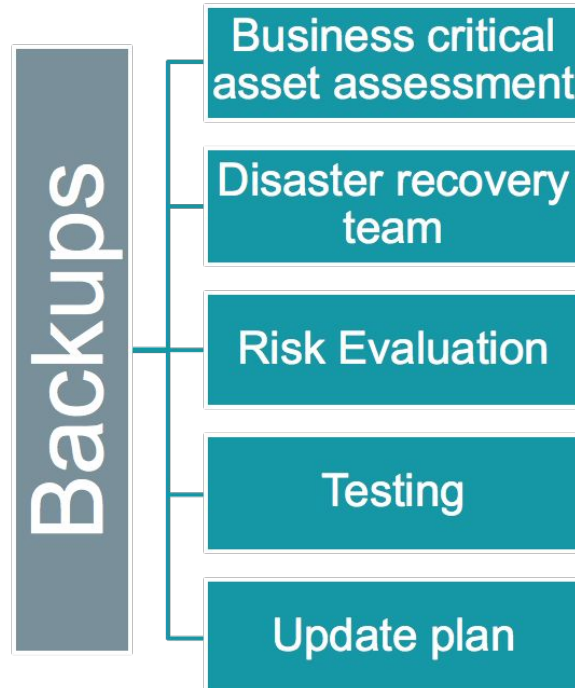 Backups
Business critical
asset assessment
Disaster recovery
team
Risk Evaluation
Testing
Update plan